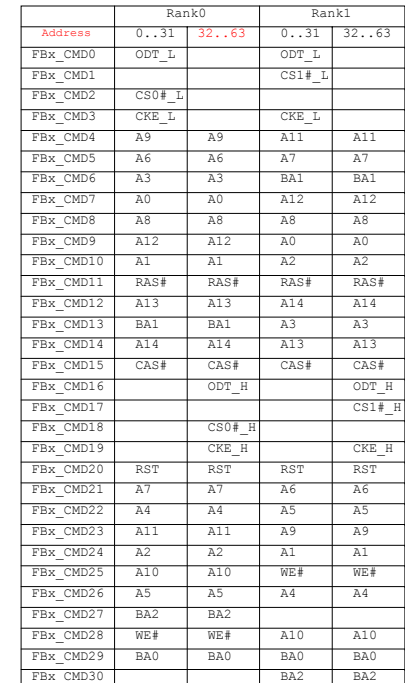 Rank0 Rank1
Address 0..31 32..63 0..31 32..63
FBx_CMD0 ODT_L ODT_L
FBx_CMD1 CS1#_L
FBx_CMD2 CS0#_L
FBx_CMD3 CKE_L CKE_L
FBx_CMD4 A9 A9 A11 A11
FBx_CMD5 A6 A6 A7 A7
FBx_CMD6 A3 A3 BA1 BA1
FBx_CMD7 A0 A0 A12 A12
FBx_CMD8 A8 A8 A8 A8
FBx_CMD9 A12 A12 A0 A0
FBx_CMD10 A1 A1 A2 A2
FBx_CMD11 RAS# RAS# RAS# RAS#
FBx_CMD12 A13 A13 A14 A14
FBx_CMD13 BA1 BA1 A3 A3
FBx_CMD14 A14 A14 A13 A13
FBx_CMD15 CAS# CAS# CAS# CAS#
FBx_CMD16 ODT_H ODT_H
FBx_CMD17 CS1#_H
FBx_CMD18 CS0#_H
FBx_CMD19 CKE_H CKE_H
FBx_CMD20 RST RST RST RST
FBx_CMD21 A7 A7 A6 A6
FBx_CMD22 A4 A4 A5 A5
FBx_CMD23 A11 A11 A9 A9
FBx_CMD24 A2 A2 A1 A1
FBx_CMD25 A10 A10 WE# WE#
FBx_CMD26 A5 A5 A4 A4
FBx_CMD27 BA2 BA2
FBx_CMD28 WE# WE# A10 A10
FBx_CMD29 BA0 BA0 BA0 BA0
FBx_CMD30 BA2 BA2